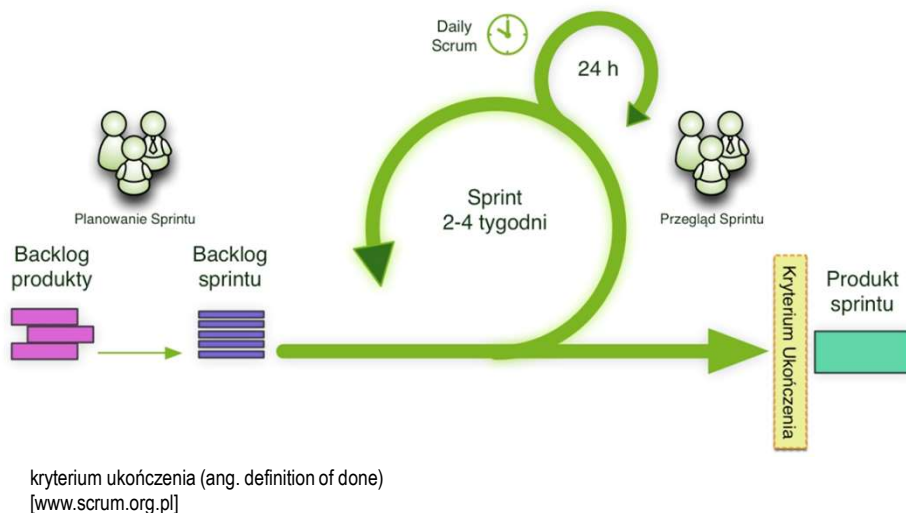 Daily
Scrum
24 h
Planowanie Sprintu
Sprint
2-4 tygodni
Przegląd Sprintu
Backlog
produkty
Backlog
sprintu
Kryterium Ukończenia
Produkt
sprintu
kryterium ukończenia (ang. definition of done)
[www.scrum.org.pl]